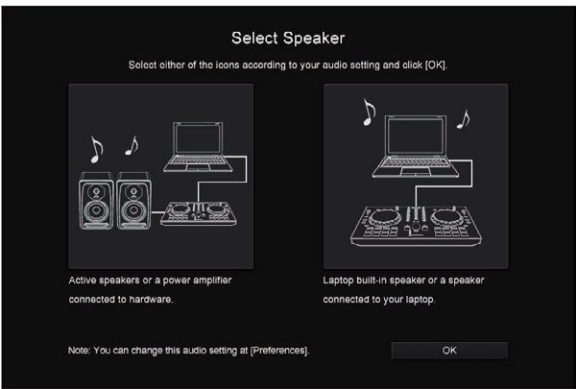 Select Speaker
Select either of the icons according to your audio setting and click [OK].
Active speakers or a power amplifier
connected to hardware.
Laptop built-in speaker or a speaker
connected to your laptop.
Note: You can change this audio setting at [Preferences].
OK